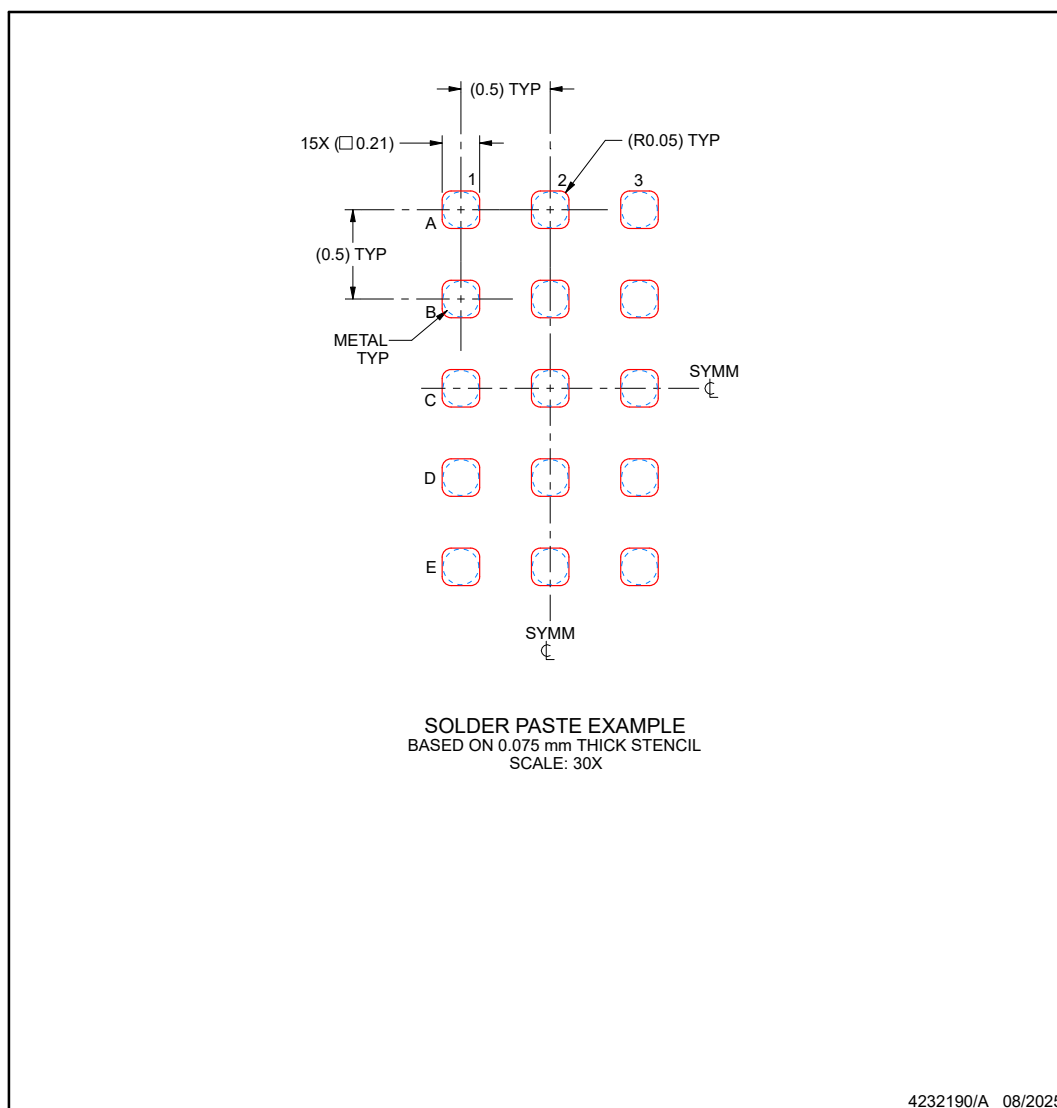 (0.5) TYP
15X (□ 0.21)
(R0.05) TYP
1
2
3
A
(0.5) TYP
B
METAL
TYP
SYMM
℄
C
D
E
SYMM
℄
SOLDER PASTE EXAMPLE
BASED ON 0.075 mm THICK STENCIL
SCALE: 30X
4232190/A 08/2025